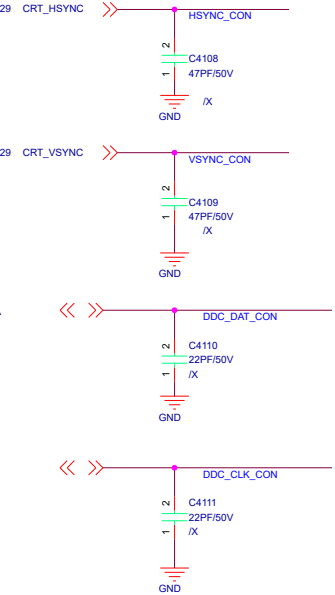 29 CRT_HSYNC HSYNC_CON
2 C4108
1 47PF/50V
/X
GND
29 CRT_VSYNC VSYNC_CON
2 C4109
1 47PF/50V
/X
GND
DDC_DAT_CON
2 C4110
22PF/50V
1 /X
GND
DDC_CLK_CON
2 C4111
22PF/50V
1 /X
GND